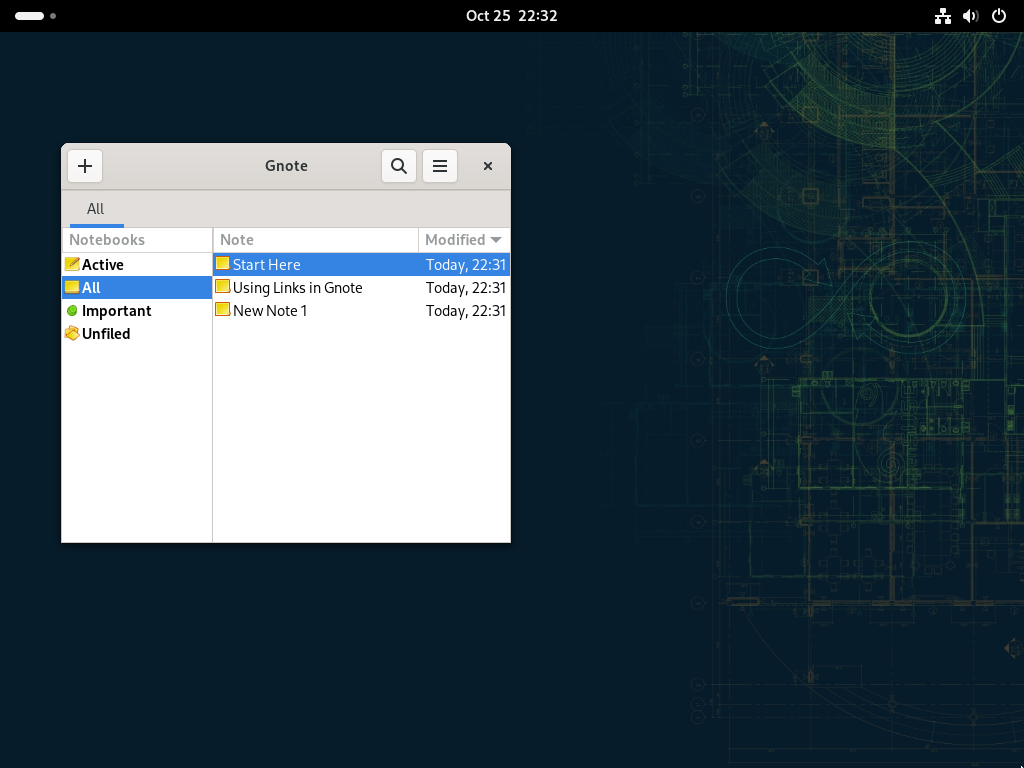 Oct 25 22:32
Gnote
All
Notebooks Note Modified
Active Start Here Today, 22:31
All Using Links in Gnote Today, 22:31
Important New Note 1 Today, 22:31
Unfiled